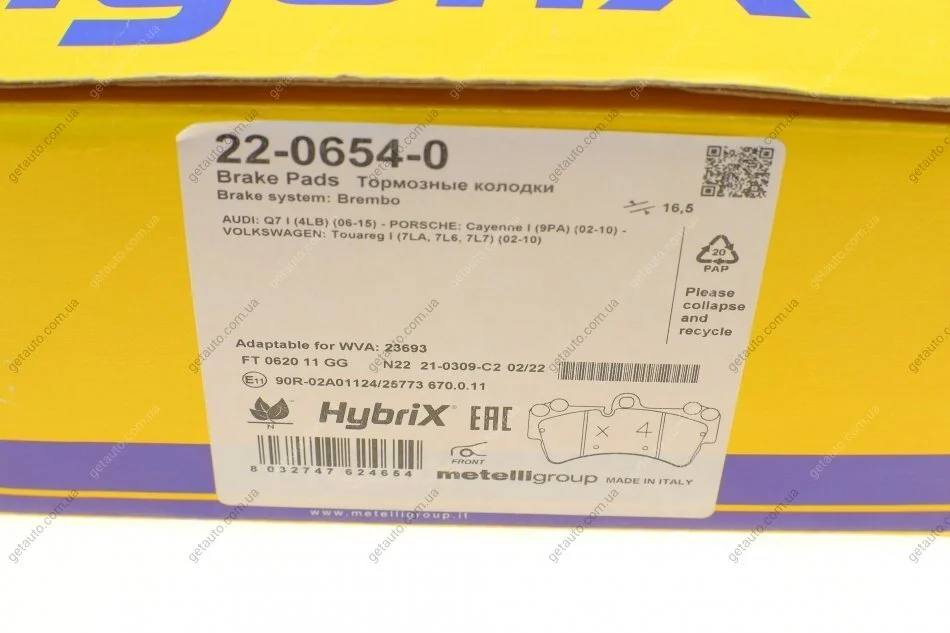 HybriX
22-0654-0
Brake Pads Тормозные колодки
Brake system: Brembo
16,5
AUDI: Q7 I (4LB) (06-15) - PORSCHE: Cayenne I (9PA) (02-10) -
VOLKSWAGEN: Touareg I (7LA, 7L6, 7L7) (02-10)
20
PAP
Please
collapse
and
recycle
Adaptable for WVA: 23693
FT 0620 11 GG N22 21-0309-C2 02/22
E11 90R-02A01124/25773 670.0.11
N
HybriX® EAC
x 4
8 032747 624654
FRONT
metelligroup MADE IN ITALY
www.metelligroup.it
getauto.com.ua